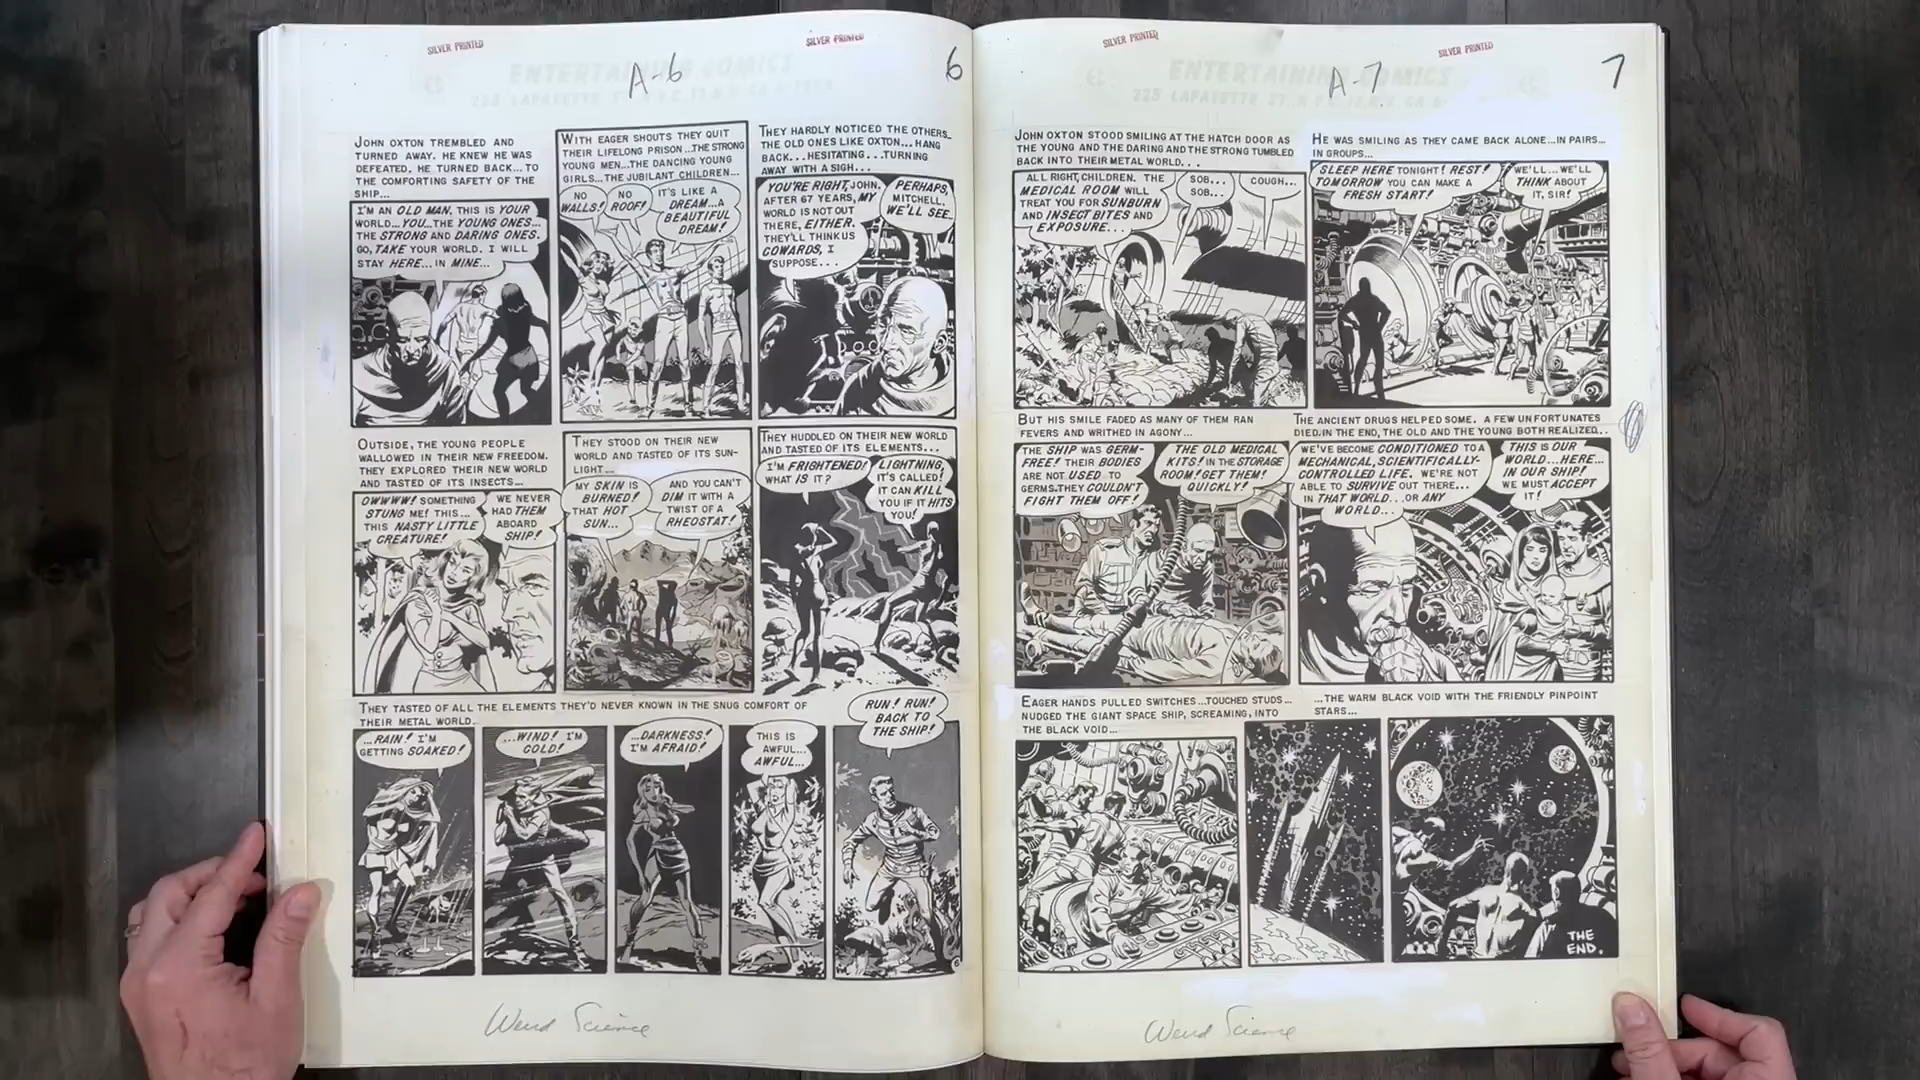 SILVER PRINTED
SILVER PRINTED
A-6
6
ENTERTAINING COMICS
225 LAFAYETTE ST.
JOHN OXTON TREMBLED AND
TURNED AWAY. HE KNEW HE WAS
DEFEATED. HE TURNED BACK...TO
THE COMFORTING SAFETY OF THE
SHIP...
I'M AN OLD MAN. THIS IS YOUR
WORLD...YOU...THE YOUNG ONES...
THE STRONG AND DARING ONES.
GO, TAKE YOUR WORLD. I WILL
STAY HERE...IN MINE...
WITH EAGER SHOUTS THEY QUIT
THEIR LIFELONG PRISON...THE STRONG
YOUNG MEN...THE DANCING YOUNG
GIRLS...THE JUBILANT CHILDREN...
NO
WALLS!
NO
ROOF!
IT'S LIKE A
DREAM...A
BEAUTIFUL
DREAM!
THEY HARDLY NOTICED THE OTHERS...
THE OLD ONES LIKE OXTON... HANG
BACK...HESITATING...TURNING
AWAY WITH A SIGH...
YOU'RE RIGHT, JOHN.
AFTER 67 YEARS, MY
WORLD IS NOT OUT
THERE, EITHER.
THEY'LL THINK US
COWARDS, I
SUPPOSE...
PERHAPS,
MITCHELL.
WE'LL SEE...
OUTSIDE, THE YOUNG PEOPLE
WALLOWED IN THEIR NEW FREEDOM.
THEY EXPLORED THEIR NEW WORLD
AND TASTED OF ITS INSECTS...
OWWWW! SOMETHING
STUNG ME! THIS...
THIS NASTY LITTLE
CREATURE!
WE NEVER
HAD THEM
ABOARD
SHIP!
THEY STOOD ON THEIR NEW
WORLD AND TASTED OF ITS SUN-
LIGHT...
MY SKIN IS
BURNED!
THAT HOT
SUN...
AND YOU CAN'T
DIM IT WITH A
TWIST OF A
RHEOSTAT!
THEY HUDDLED ON THEIR NEW WORLD
AND TASTED OF ITS ELEMENTS...
I'M FRIGHTENED!
WHAT IS IT?
LIGHTNING,
IT'S CALLED!
IT CAN KILL
YOU IF IT HITS
YOU!
THEY TASTED OF ALL THE ELEMENTS THEY'D NEVER KNOWN IN THE SNUG COMFORT OF
THEIR METAL WORLD...
...RAIN! I'M
GETTING SOAKED!
...WIND! I'M
COLD!
...DARKNESS!
I'M AFRAID!
THIS IS
AWFUL...
AWFUL...
RUN! RUN!
BACK TO
THE SHIP!
6
Weird Science
SILVER PRINTED
SILVER PRINTED
A-7
7
ENTERTAINING COMICS
225 LAFAYETTE ST.
JOHN OXTON STOOD SMILING AT THE HATCH DOOR AS
THE YOUNG AND THE DARING AND THE STRONG TUMBLED
BACK INTO THEIR METAL WORLD...
ALL RIGHT, CHILDREN. THE
MEDICAL ROOM WILL
TREAT YOU FOR SUNBURN
AND INSECT BITES AND
EXPOSURE...
SOB...
SOB...
COUGH...
HE WAS SMILING AS THEY CAME BACK ALONE...IN PAIRS...
IN GROUPS...
SLEEP HERE TONIGHT! REST!
TOMORROW YOU CAN MAKE A
FRESH START!
WE'LL...WE'LL
THINK ABOUT
IT, SIR!
BUT HIS SMILE FADED AS MANY OF THEM RAN
FEVERS AND WRITHED IN AGONY...
THE SHIP WAS GERM-
FREE! THEIR BODIES
ARE NOT USED TO
GERMS. THEY COULDN'T
FIGHT THEM OFF!
THE OLD MEDICAL
KITS! IN THE STORAGE
ROOM! GET THEM!
QUICKLY!
THE ANCIENT DRUGS HELPED SOME. A FEW UNFORTUNATES
DIED. IN THE END, THE OLD AND THE YOUNG BOTH REALIZED...
WE'VE BECOME CONDITIONED TO A
MECHANICAL, SCIENTIFICALLY-
CONTROLLED LIFE. WE'RE NOT
ABLE TO SURVIVE OUT THERE...
IN THAT WORLD...OR ANY
WORLD...
THIS IS OUR
WORLD...HERE...
IN OUR SHIP!
WE MUST ACCEPT
IT!
EAGER HANDS PULLED SWITCHES...TOUCHED STUDS...
NUDGED THE GIANT SPACE SHIP, SCREAMING, INTO
THE BLACK VOID...
...THE WARM BLACK VOID WITH THE FRIENDLY PINPOINT
STARS...
THE
END.
Weird Science